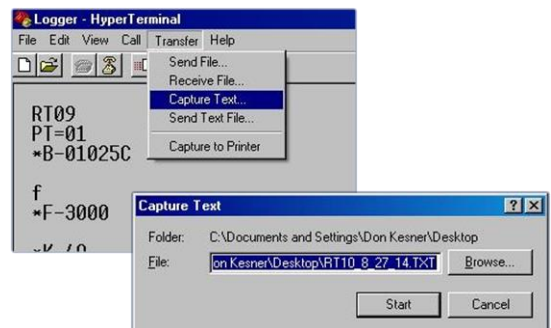 Logger - HyperTerminal
File Edit View Call Transfer Help
Send File...
Receive File...
Capture Text...
Send Text File...
Capture to Printer
RT09
PT=01
*B-01025C
f
*F-3000
Capture Text
Folder: C:\Documents and Settings\Don Kesner\Desktop
File: on Kesner\Desktop\RT10_8_27_14.TXT Browse...
Start Cancel